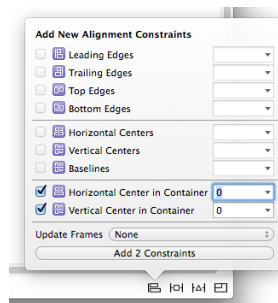 Add New Alignment Constraints
Leading Edges
Trailing Edges
Top Edges
Bottom Edges
Horizontal Centers
Vertical Centers
Baselines
Horizontal Center in Container 0
Vertical Center in Container 0
Update Frames None
Add 2 Constraints